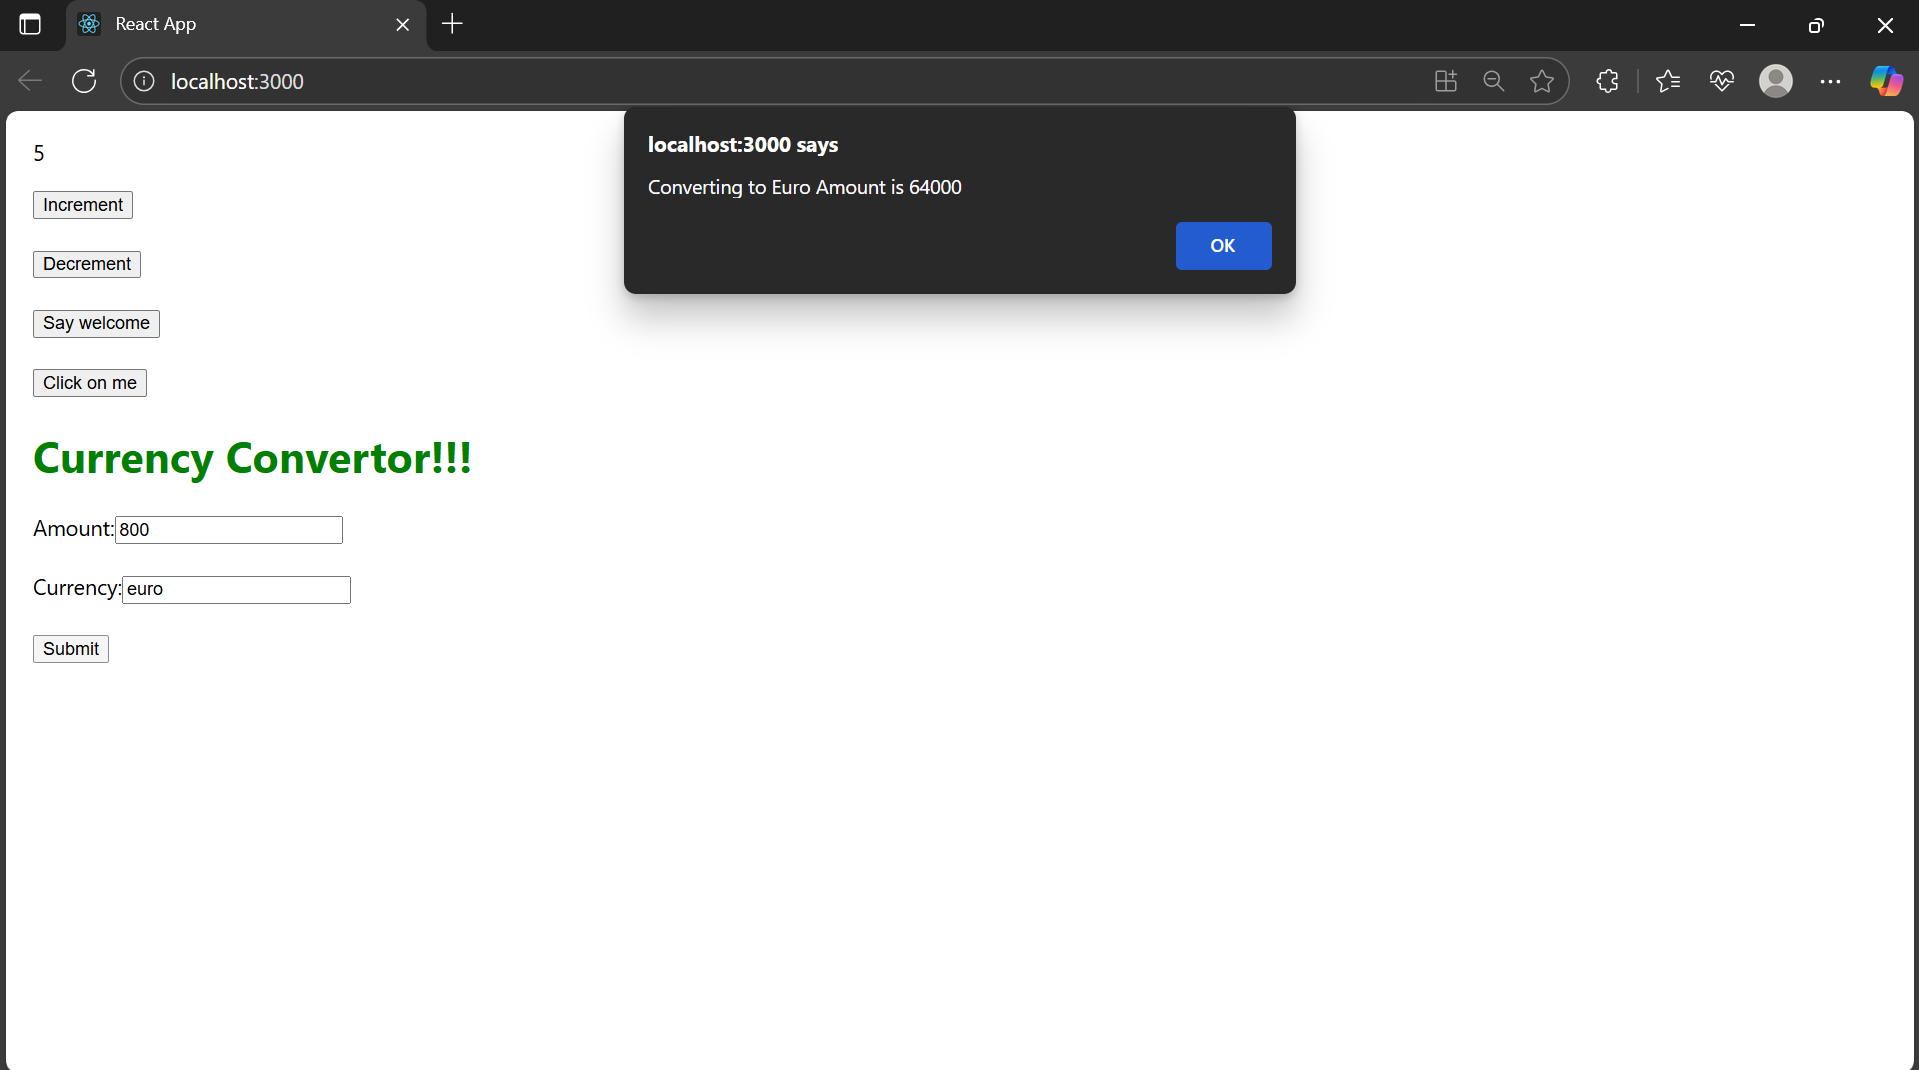 React App
localhost:3000
localhost:3000 says
Converting to Euro Amount is 64000
OK
5
Increment
Decrement
Say welcome
Click on me
Currency Convertor!!!
Amount:800
Currency:euro
Submit